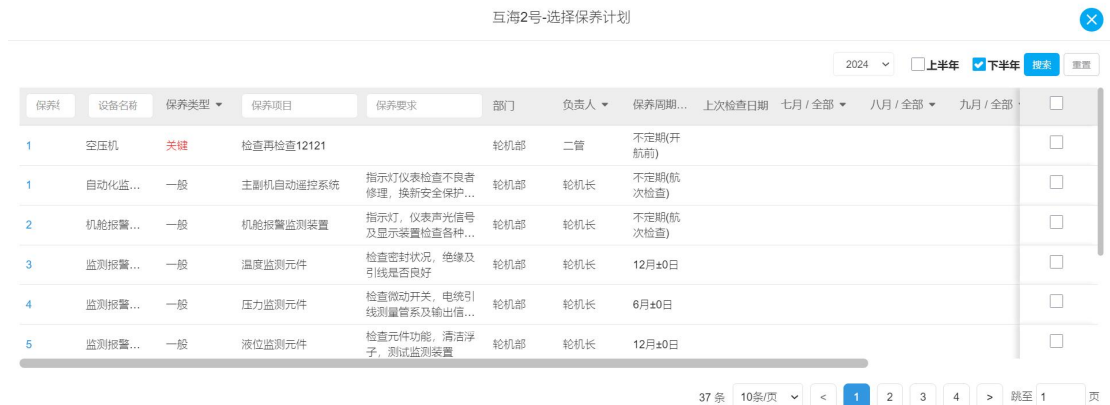 互海2号-选择保养计划
2024 上半年 下半年 搜索 重置
设备名称 保养类型 保养项目 保养要求 部门 负责人 保养周期... 上次检查日期 七月 / 全部 八月 / 全部 九月 / 全部
1 空压机 关键 检查再检查12121 轮机部 二管 不定期(开
航前)
1 自动化监... 一般 主副机自动遥控系统 指示灯仪表检查不良者 轮机部 轮机长 不定期(航
修理，换新安全保护... 次检查)
2 机舱报警... 一般 机舱报警监测装置 指示灯，仪表声光信号 轮机部 轮机长 不定期(航
及显示装置检查各种... 次检查)
3 监测报警... 一般 温度监测元件 检查密封状况，绝缘及 轮机部 轮机长 12月±0日
引线是否良好
4 监测报警... 一般 压力监测元件 检查微动开关，电缆引 轮机部 轮机长 6月±0日
线测量管系及输出信...
5 监测报警... 一般 液位监测元件 检查元件功能，清洁浮 轮机部 轮机长 12月±0日
子，测试监测装置
37 条 10条/页 < 1 2 3 4 > 跳至 1 页